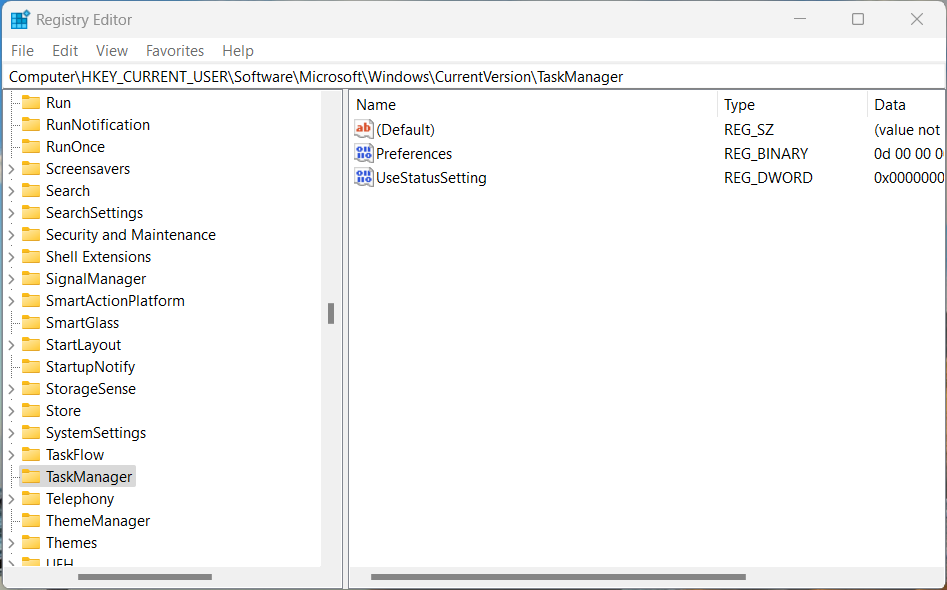 Registry Editor
File Edit View Favorites Help
Computer\HKEY_CURRENT_USER\Software\Microsoft\Windows\CurrentVersion\TaskManager
Run
RunNotification
RunOnce
Screensavers
Search
SearchSettings
Security and Maintenance
Shell Extensions
SignalManager
SmartActionPlatform
SmartGlass
StartLayout
StartupNotify
StorageSense
Store
SystemSettings
TaskFlow
TaskManager
Telephony
ThemeManager
Themes
UFH
Name Type Data
(Default) REG_SZ (value not
Preferences REG_BINARY 0d 00 00 0
UseStatusSetting REG_DWORD 0x0000000